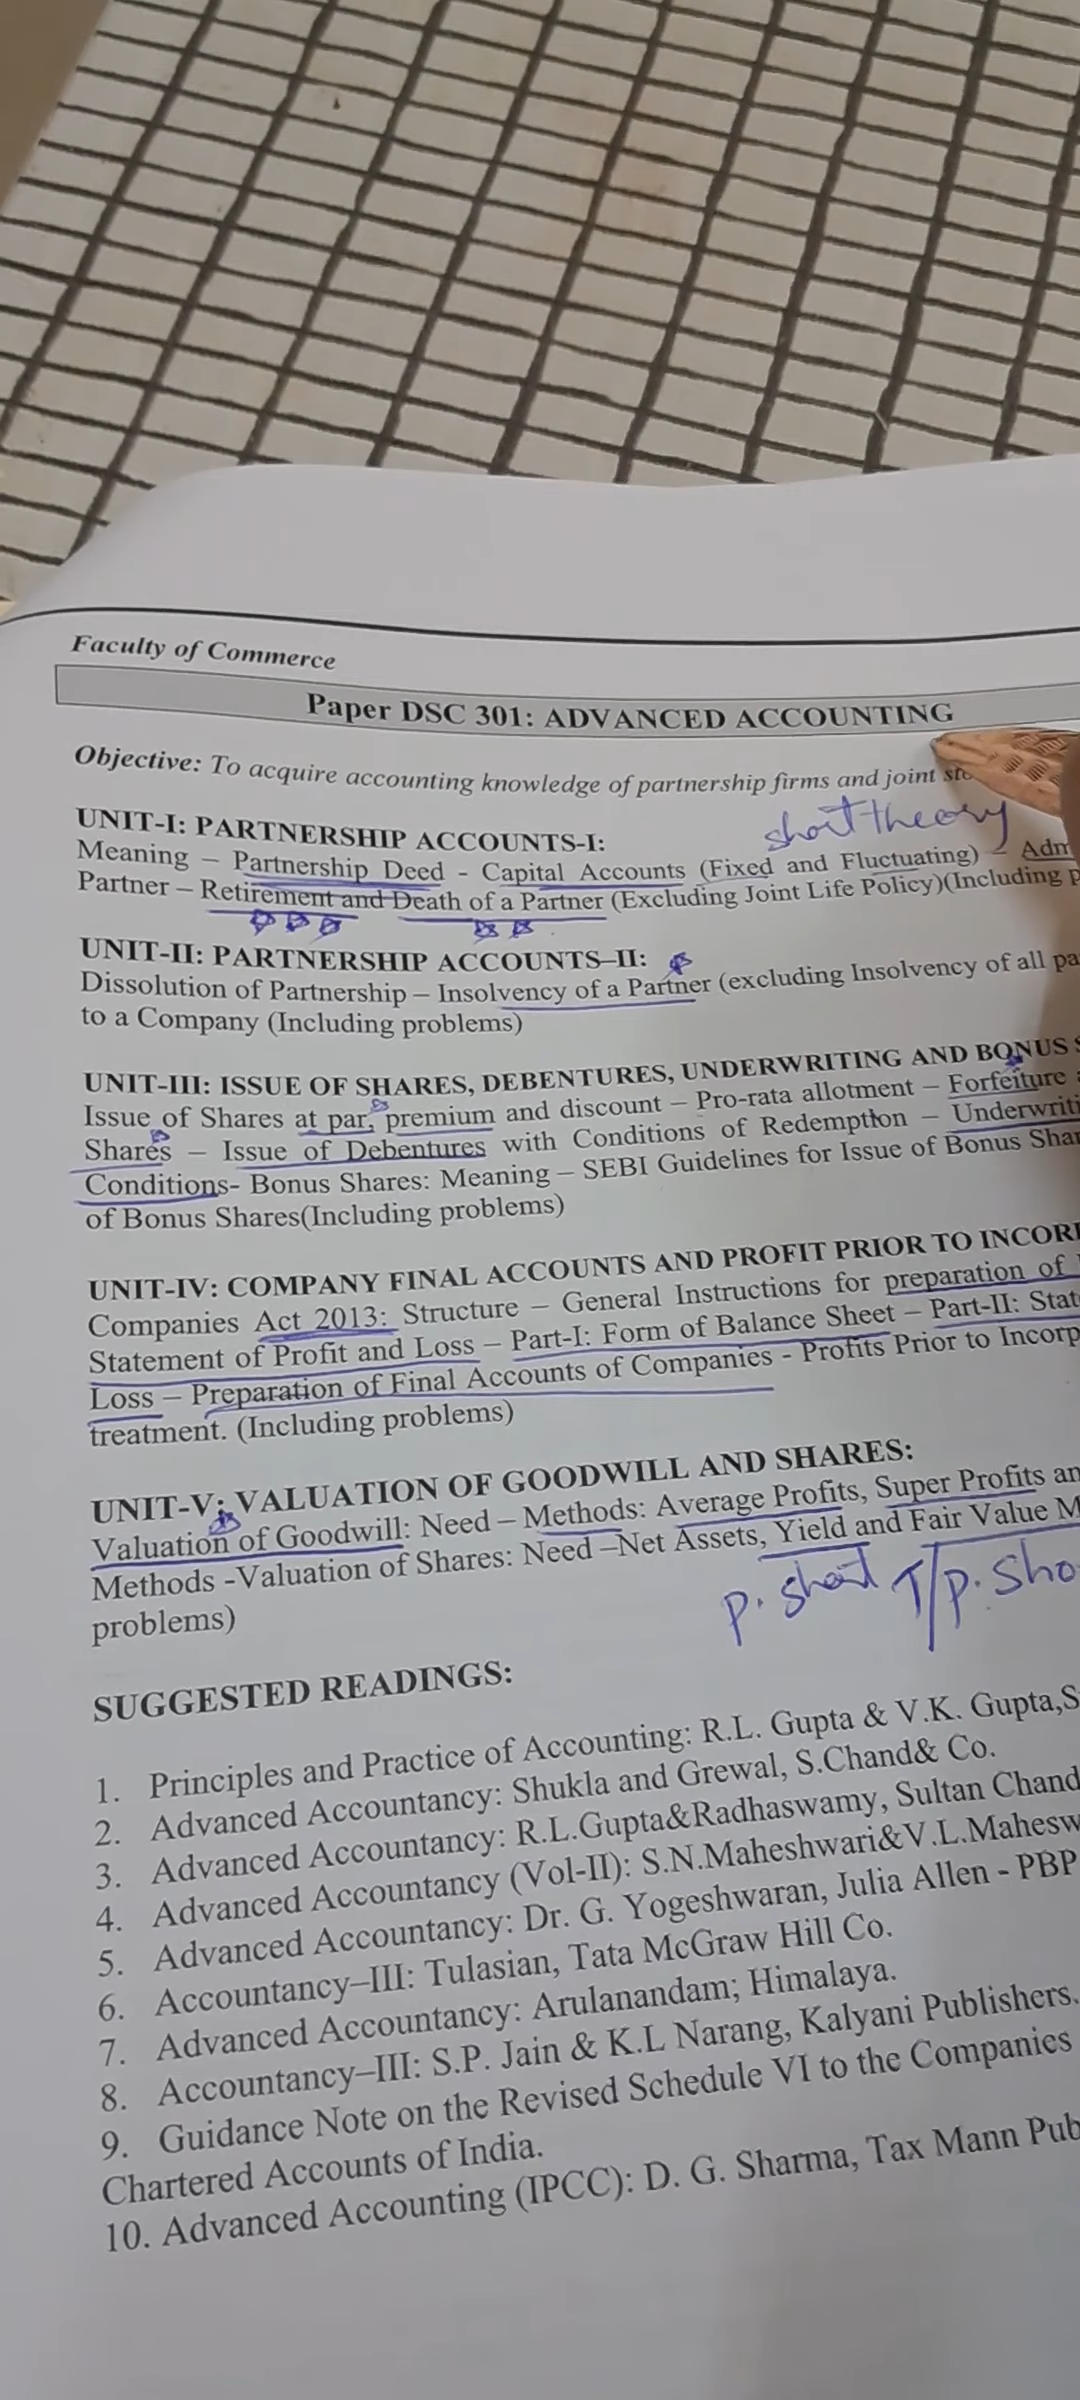 Faculty of Commerce
Paper DSC 301: ADVANCED ACCOUNTING
Objective: To acquire accounting knowledge of partnership firms and joint
short theory
UNIT-I: PARTNERSHIP ACCOUNTS-I:
Meaning – Partnership Deed - Capital Accounts (Fixed and Fluctuating) – Adm
Partner – Retirement and Death of a Partner (Excluding Joint Life Policy)(Including p
UNIT-II: PARTNERSHIP ACCOUNTS–II:
Dissolution of Partnership – Insolvency of a Partner (excluding Insolvency of all pa
to a Company (Including problems)
UNIT-III: ISSUE OF SHARES, DEBENTURES, UNDERWRITING AND BONUS S
Issue of Shares at par, premium and discount – Pro-rata allotment – Forfeiture
Shares – Issue of Debentures with Conditions of Redemption – Underwriti
Conditions- Bonus Shares: Meaning – SEBI Guidelines for Issue of Bonus Shar
of Bonus Shares(Including problems)
UNIT-IV: COMPANY FINAL ACCOUNTS AND PROFIT PRIOR TO INCOR
Companies Act 2013: Structure – General Instructions for preparation of
Statement of Profit and Loss – Part-I: Form of Balance Sheet – Part-II: Stat
Loss – Preparation of Final Accounts of Companies - Profits Prior to Incorp
treatment. (Including problems)
UNIT-V: VALUATION OF GOODWILL AND SHARES:
Valuation of Goodwill: Need – Methods: Average Profits, Super Profits an
Methods -Valuation of Shares: Need –Net Assets, Yield and Fair Value M
problems)
P. short T/P. sho
SUGGESTED READINGS:
1. Principles and Practice of Accounting: R.L. Gupta & V.K. Gupta,S
2. Advanced Accountancy: Shukla and Grewal, S.Chand& Co.
3. Advanced Accountancy: R.L.Gupta&Radhaswamy, Sultan Chand
4. Advanced Accountancy (Vol-II): S.N.Maheshwari&V.L.Mahesw
5. Advanced Accountancy: Dr. G. Yogeshwaran, Julia Allen - PBP
6. Accountancy–III: Tulasian, Tata McGraw Hill Co.
7. Advanced Accountancy: Arulanandam; Himalaya.
8. Accountancy–III: S.P. Jain & K.L Narang, Kalyani Publishers.
9. Guidance Note on the Revised Schedule VI to the Companies
Chartered Accounts of India.
10. Advanced Accounting (IPCC): D. G. Sharma, Tax Mann Pub